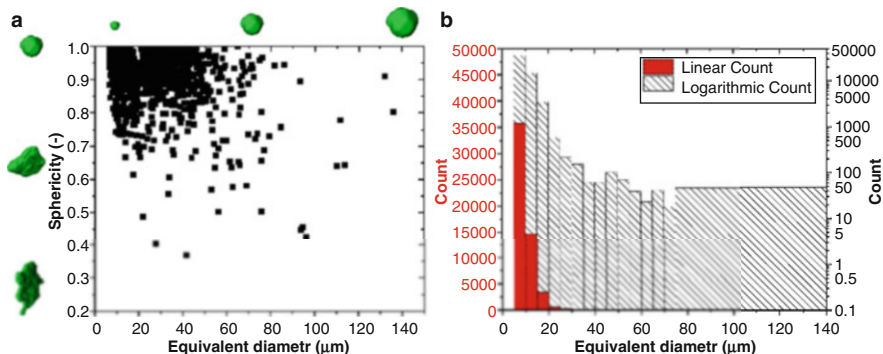 a
Sphericity (-)
1.0
0.9
0.8
0.7
0.6
0.5
0.4
0.3
0.2
0 20 40 60 80 100 120 140
Equivalent diametr (μm)
b
Count
50000
45000
40000
35000
30000
25000
20000
15000
10000
5000
0
Linear Count
Logarithmic Count
50000
10000
5000
1000
500
100
50
10
5
1
0.5
0.1
Count
0 20 40 60 80 100 120 140
Equivalent diametr (μm)